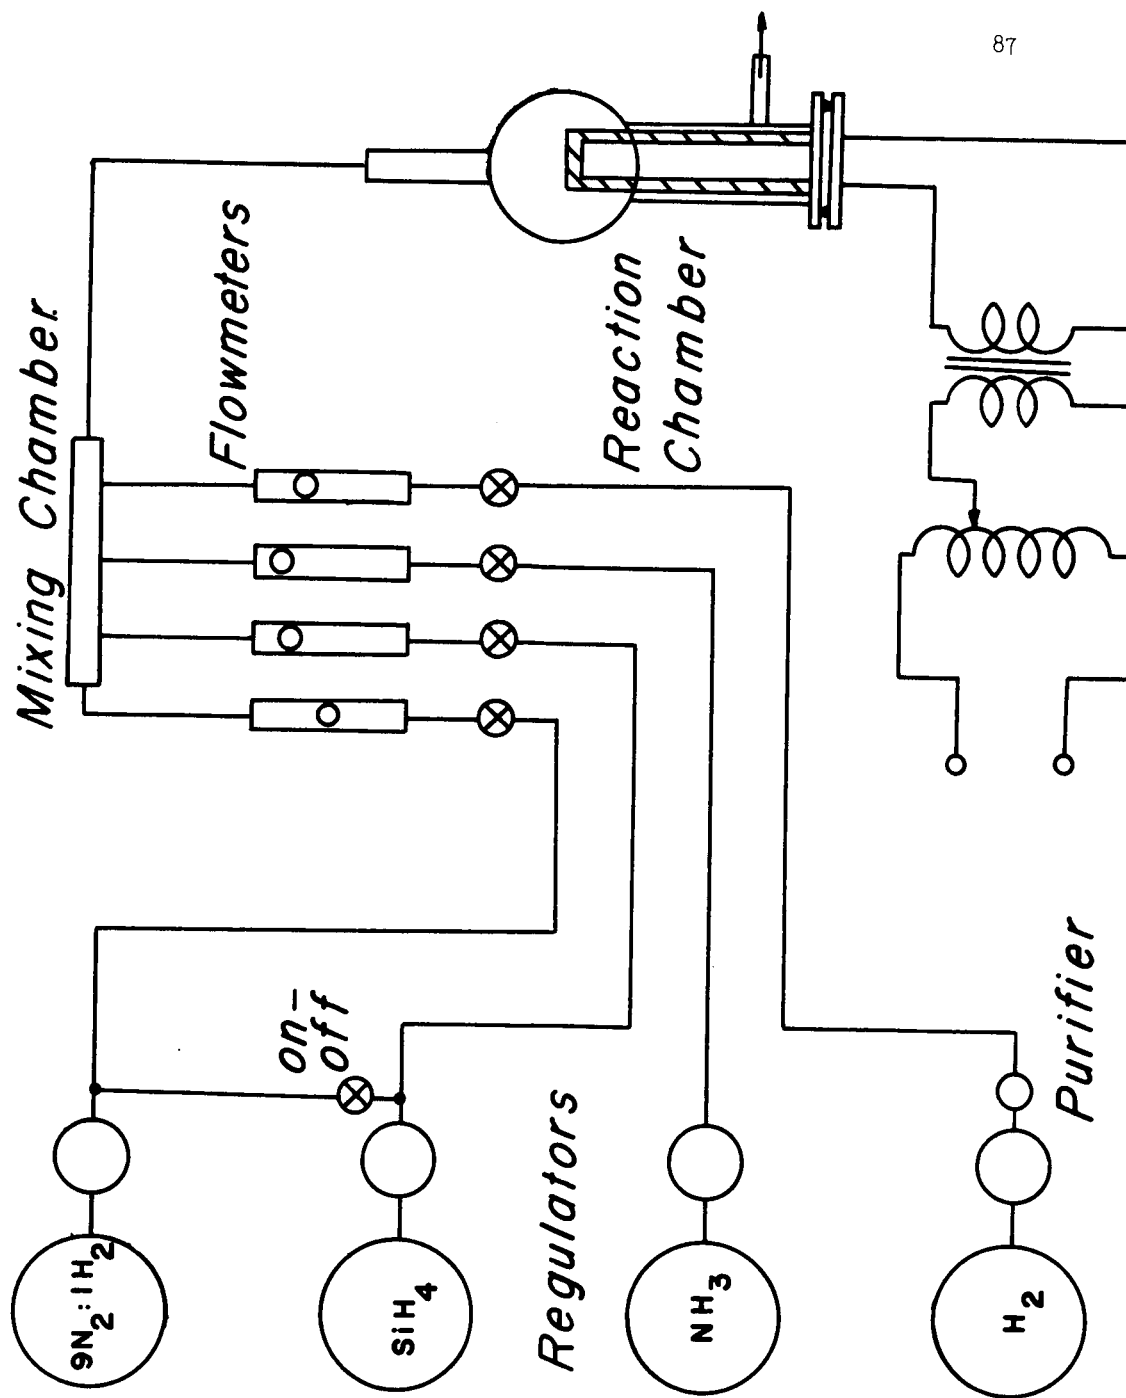 87
Mixing Chamber
Flowmeters
Reaction
Chamber
on-
off
Regulators
Purifier
9N₂:1H₂
SiH₄
NH₃
H₂